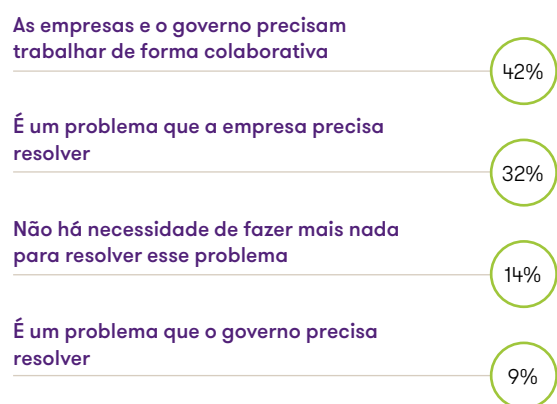 As empresas e o governo precisam
trabalhar de forma colaborativa
42%
É um problema que a empresa precisa
resolver
32%
Não há necessidade de fazer mais nada
para resolver esse problema
14%
É um problema que o governo precisa
resolver
9%